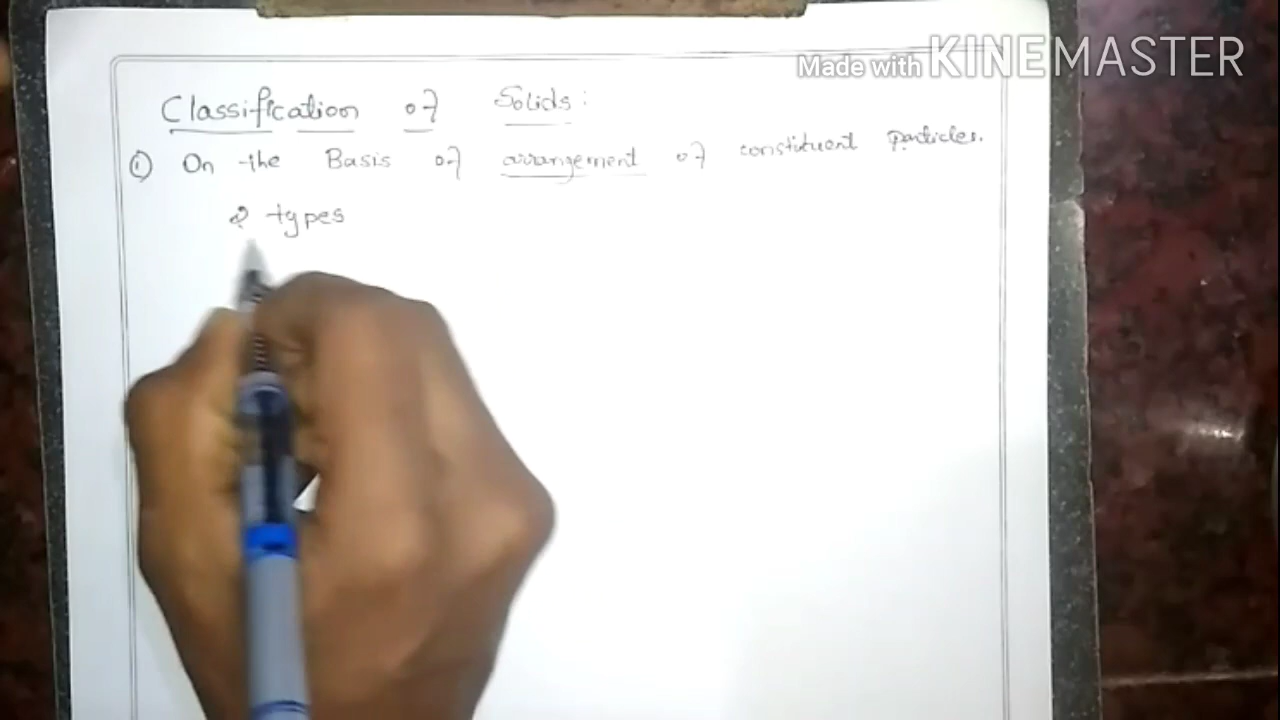 Made with KINEMASTER
Classification of Solids:
① On the Basis of arrangement of constituent particles.
2 types